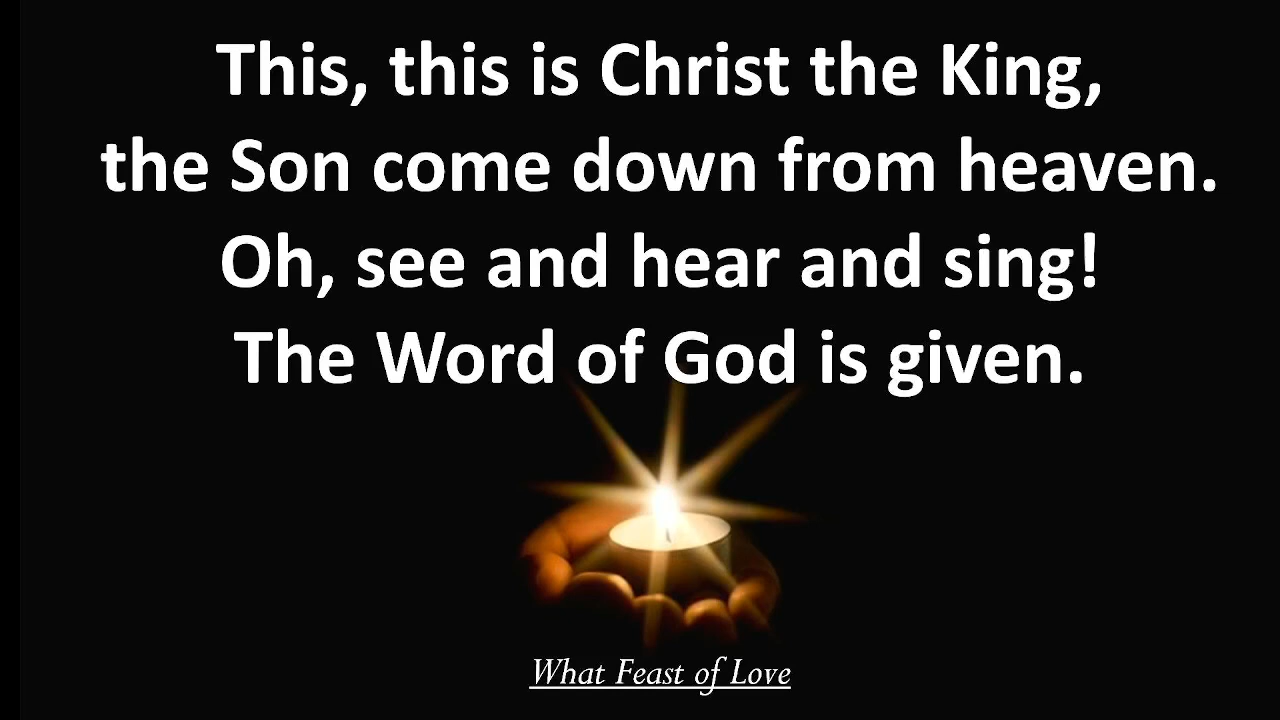 This, this is Christ the King,
the Son come down from heaven.
Oh, see and hear and sing!
The Word of God is given.
What Feast of Love